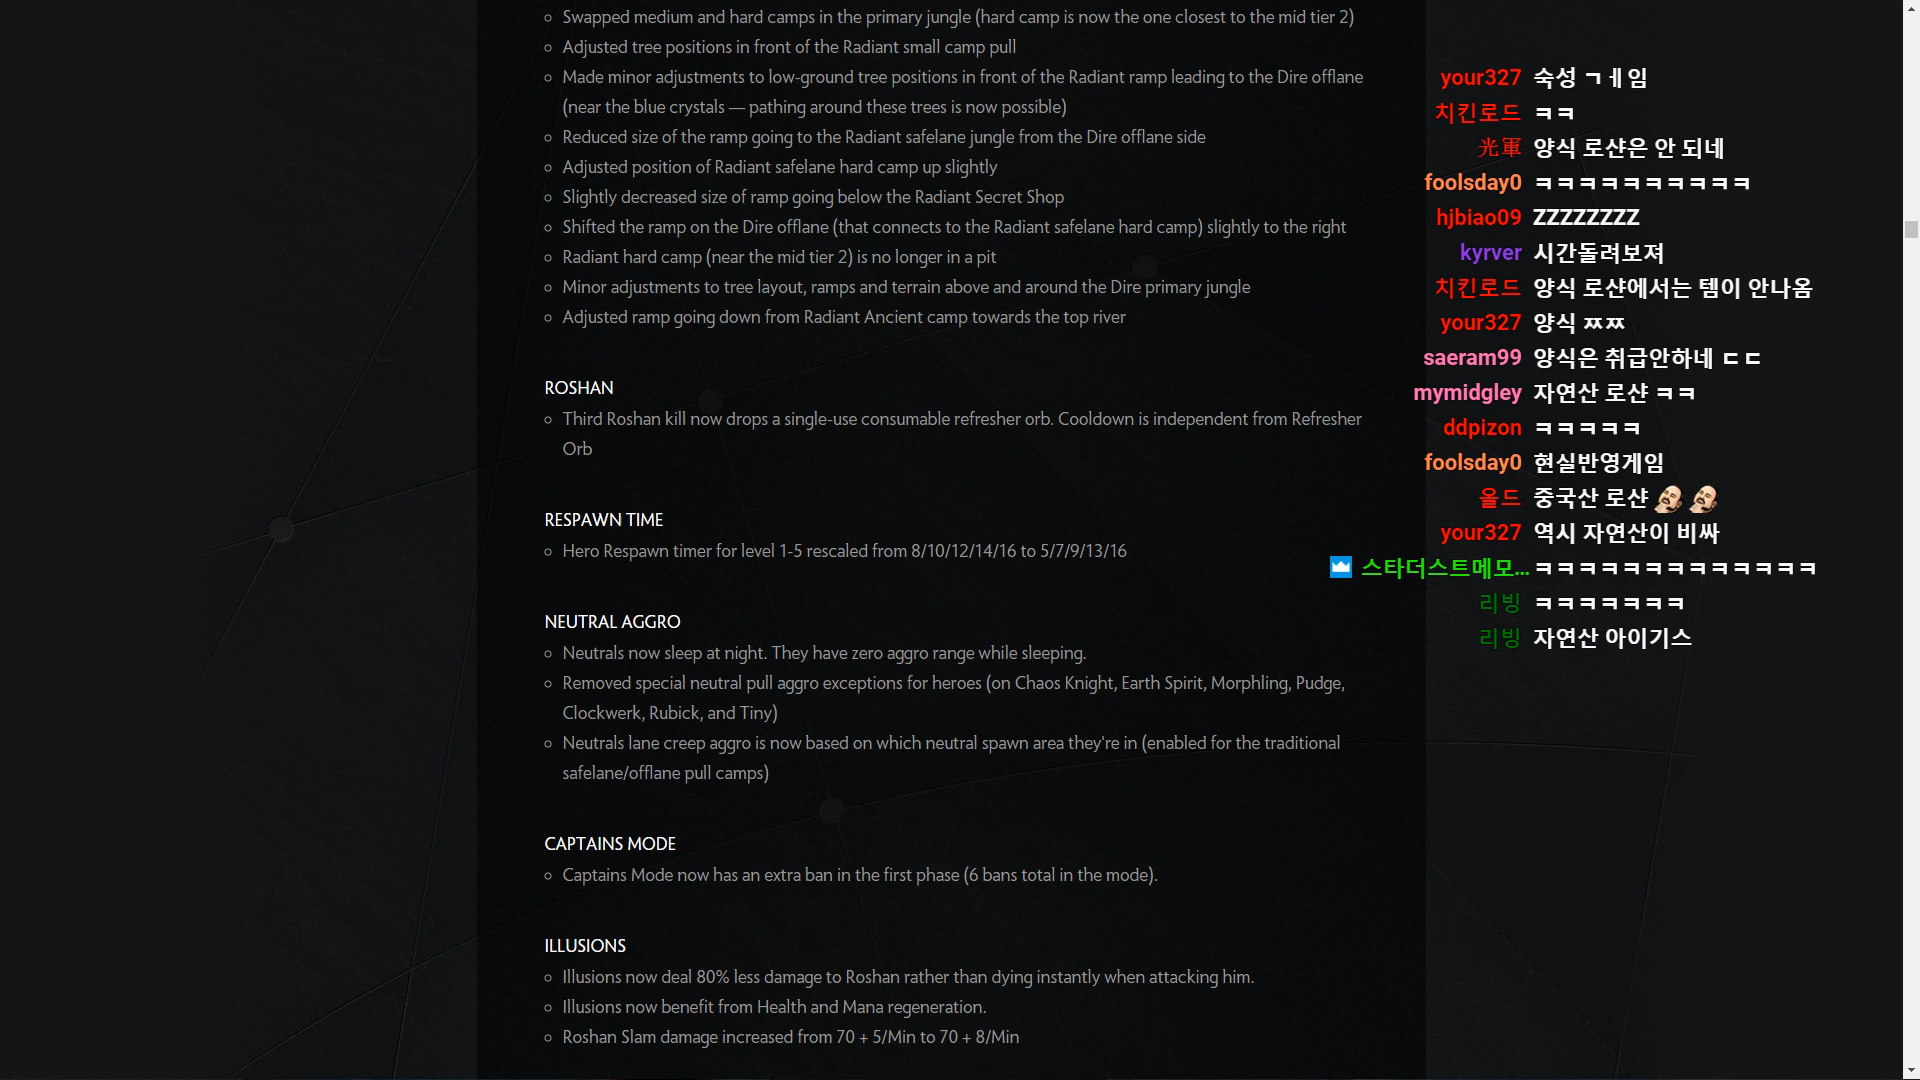 Swapped medium and hard camps in the primary jungle (hard camp is now the one closest to the mid tier 2)
Adjusted tree positions in front of the Radiant small camp pull
Made minor adjustments to low-ground tree positions in front of the Radiant ramp leading to the Dire offlane
(near the blue crystals — pathing around these trees is now possible)
Reduced size of the ramp going to the Radiant safelane jungle from the Dire offlane side
Adjusted position of Radiant safelane hard camp up slightly
Slightly decreased size of ramp going below the Radiant Secret Shop
Shifted the ramp on the Dire offlane (that connects to the Radiant safelane hard camp) slightly to the right
Radiant hard camp (near the mid tier 2) is no longer in a pit
Minor adjustments to tree layout, ramps and terrain above and around the Dire primary jungle
Adjusted ramp going down from Radiant Ancient camp towards the top river
ROSHAN
Third Roshan kill now drops a single-use consumable refresher orb. Cooldown is independent from Refresher
Orb
RESPAWN TIME
Hero Respawn timer for level 1-5 rescaled from 8/10/12/14/16 to 5/7/9/13/16
NEUTRAL AGGRO
Neutrals now sleep at night. They have zero aggro range while sleeping.
Removed special neutral pull aggro exceptions for heroes (on Chaos Knight, Earth Spirit, Morphling, Pudge,
Clockwerk, Rubick, and Tiny)
Neutrals lane creep aggro is now based on which neutral spawn area they're in (enabled for the traditional
safelane/offlane pull camps)
CAPTAINS MODE
Captains Mode now has an extra ban in the first phase (6 bans total in the mode).
ILLUSIONS
Illusions now deal 80% less damage to Roshan rather than dying instantly when attacking him.
Illusions now benefit from Health and Mana regeneration.
Roshan Slam damage increased from 70 + 5/Min to 70 + 8/Min
your327 숙성 ㄱㅔ임
치킨로드 ㅋㅋ
光軍 양식 로샨은 안 되네
foolsday0 ㅋㅋㅋㅋㅋㅋㅋㅋㅋㅋ
hjbiao09 ZZZZZZZZ
kyrver 시간돌려보져
치킨로드 양식 로샨에서는 템이 안나옴
your327 양식 ㅉㅉ
saeram99 양식은 취급안하네 ㄷㄷ
mymidgley 자연산 로샨 ㅋㅋ
ddpizon ㅋㅋㅋㅋㅋ
foolsday0 현실반영게임
올드 중국산 로샨
your327 역시 자연산이 비싸
스타더스트메모... ㅋㅋㅋㅋㅋㅋㅋㅋㅋㅋㅋㅋㅋ
리빙 ㅋㅋㅋㅋㅋㅋㅋ
리빙 자연산 아이기스